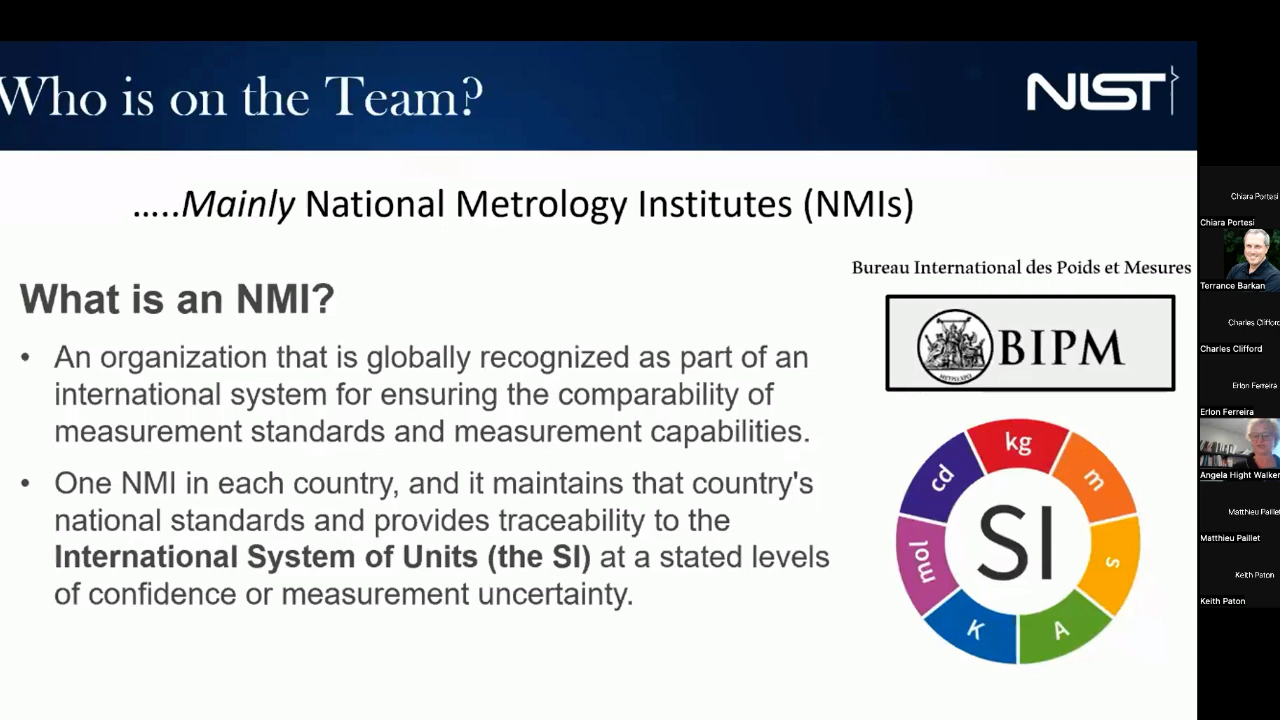 Who is on the Team?
NIST
.....Mainly National Metrology Institutes (NMIs)
Bureau International des Poids et Mesures
BIPM
What is an NMI?
• An organization that is globally recognized as part of an
international system for ensuring the comparability of
measurement standards and measurement capabilities.
• One NMI in each country, and it maintains that country's
national standards and provides traceability to the
International System of Units (the SI) at a stated levels
of confidence or measurement uncertainty.
kg
m
s
A
K
mol
cd
SI
Chiara Portesi
Chiara Portesi
Terrance Barkan
Charles Clifford
Charles Clifford
Erlon Ferreira
Erlon Ferreira
Angela Hight Walker
Matthieu Paillet
Matthieu Paillet
Keith Paton
Keith Paton